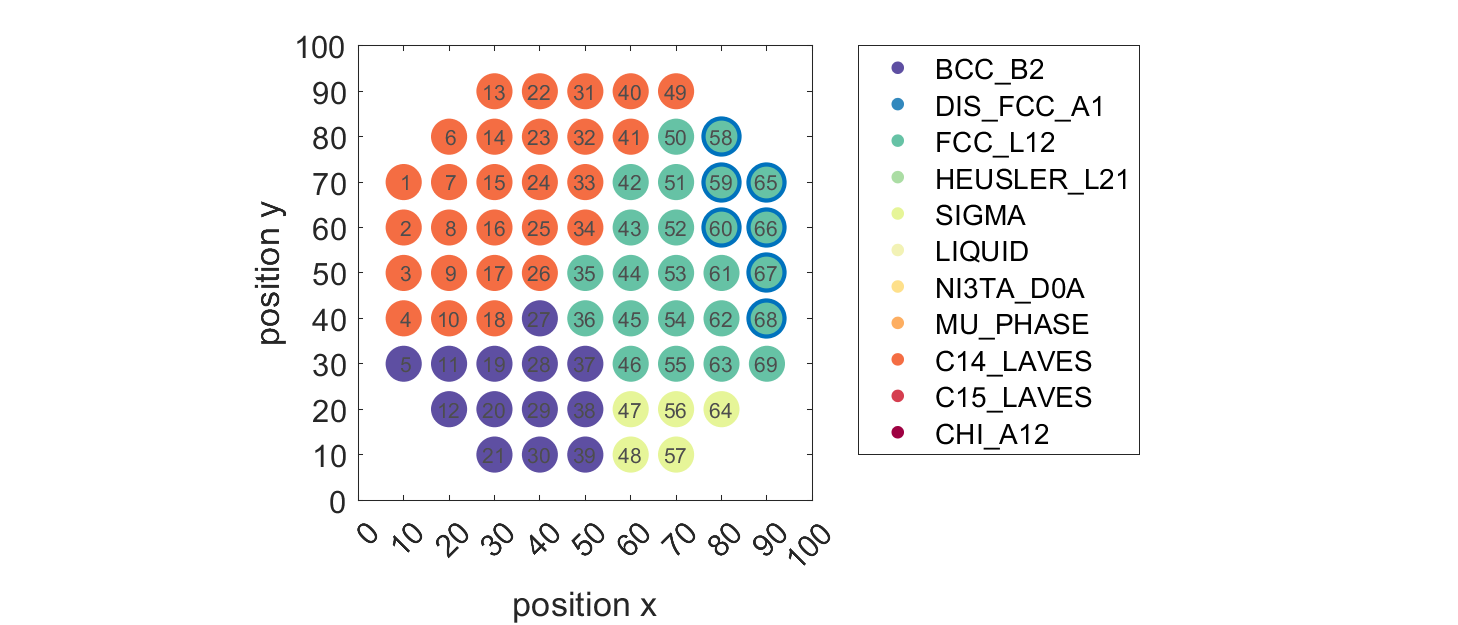 100
90 13 22 31 40 49
80 6 14 23 32 41 50 58
70 1 7 15 24 33 42 51 59 65
60 2 8 16 25 34 43 52 60 66
50 3 9 17 26 35 44 53 61 67
40 4 10 18 27 36 45 54 62 68
30 5 11 19 28 37 46 55 63 69
20 12 20 29 38 47 56 64
10 21 30 39 48 57
0
0 10 20 30 40 50 60 70 80 90 100
position x
position y
BCC_B2
DIS_FCC_A1
FCC_L12
HEUSLER_L21
SIGMA
LIQUID
NI3TA_D0A
MU_PHASE
C14_LAVES
C15_LAVES
CHI_A12